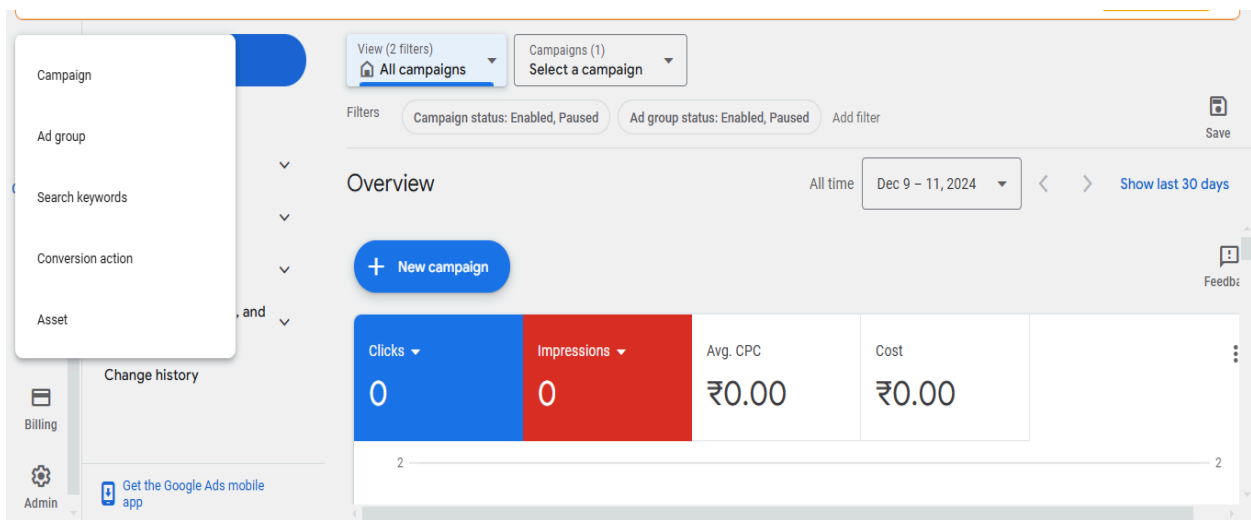 Campaign
Ad group
Search keywords
Conversion action
Asset
, and
Change history
Billing
Admin
Get the Google Ads mobile
app
View (2 filters)
All campaigns
Campaigns (1)
Select a campaign
Filters
Campaign status: Enabled, Paused
Ad group status: Enabled, Paused
Add filter
Save
Overview
All time
Dec 9 – 11, 2024
Show last 30 days
+ New campaign
Feedba
Clicks
0
Impressions
0
Avg. CPC
₹0.00
Cost
₹0.00
2
2